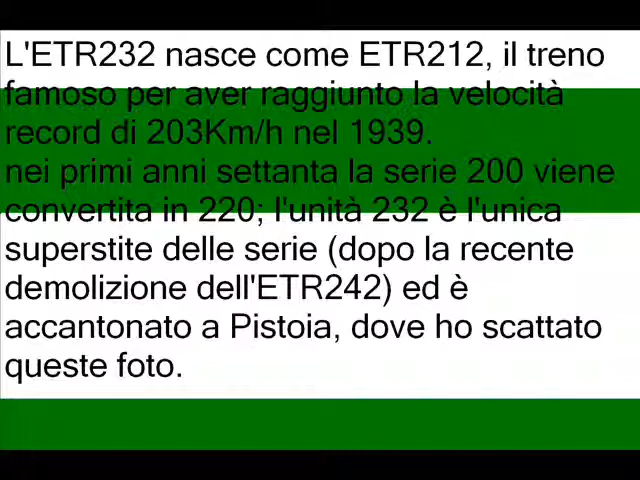 L'ETR232 nasce come ETR212, il treno
famoso per aver raggiunto la velocità
record di 203Km/h nel 1939.
nei primi anni settanta la serie 200 viene
convertita in 220; l'unità 232 è l'unica
superstite delle serie (dopo la recente
demolizione dell'ETR242) ed è
accantonato a Pistoia, dove ho scattato
queste foto.